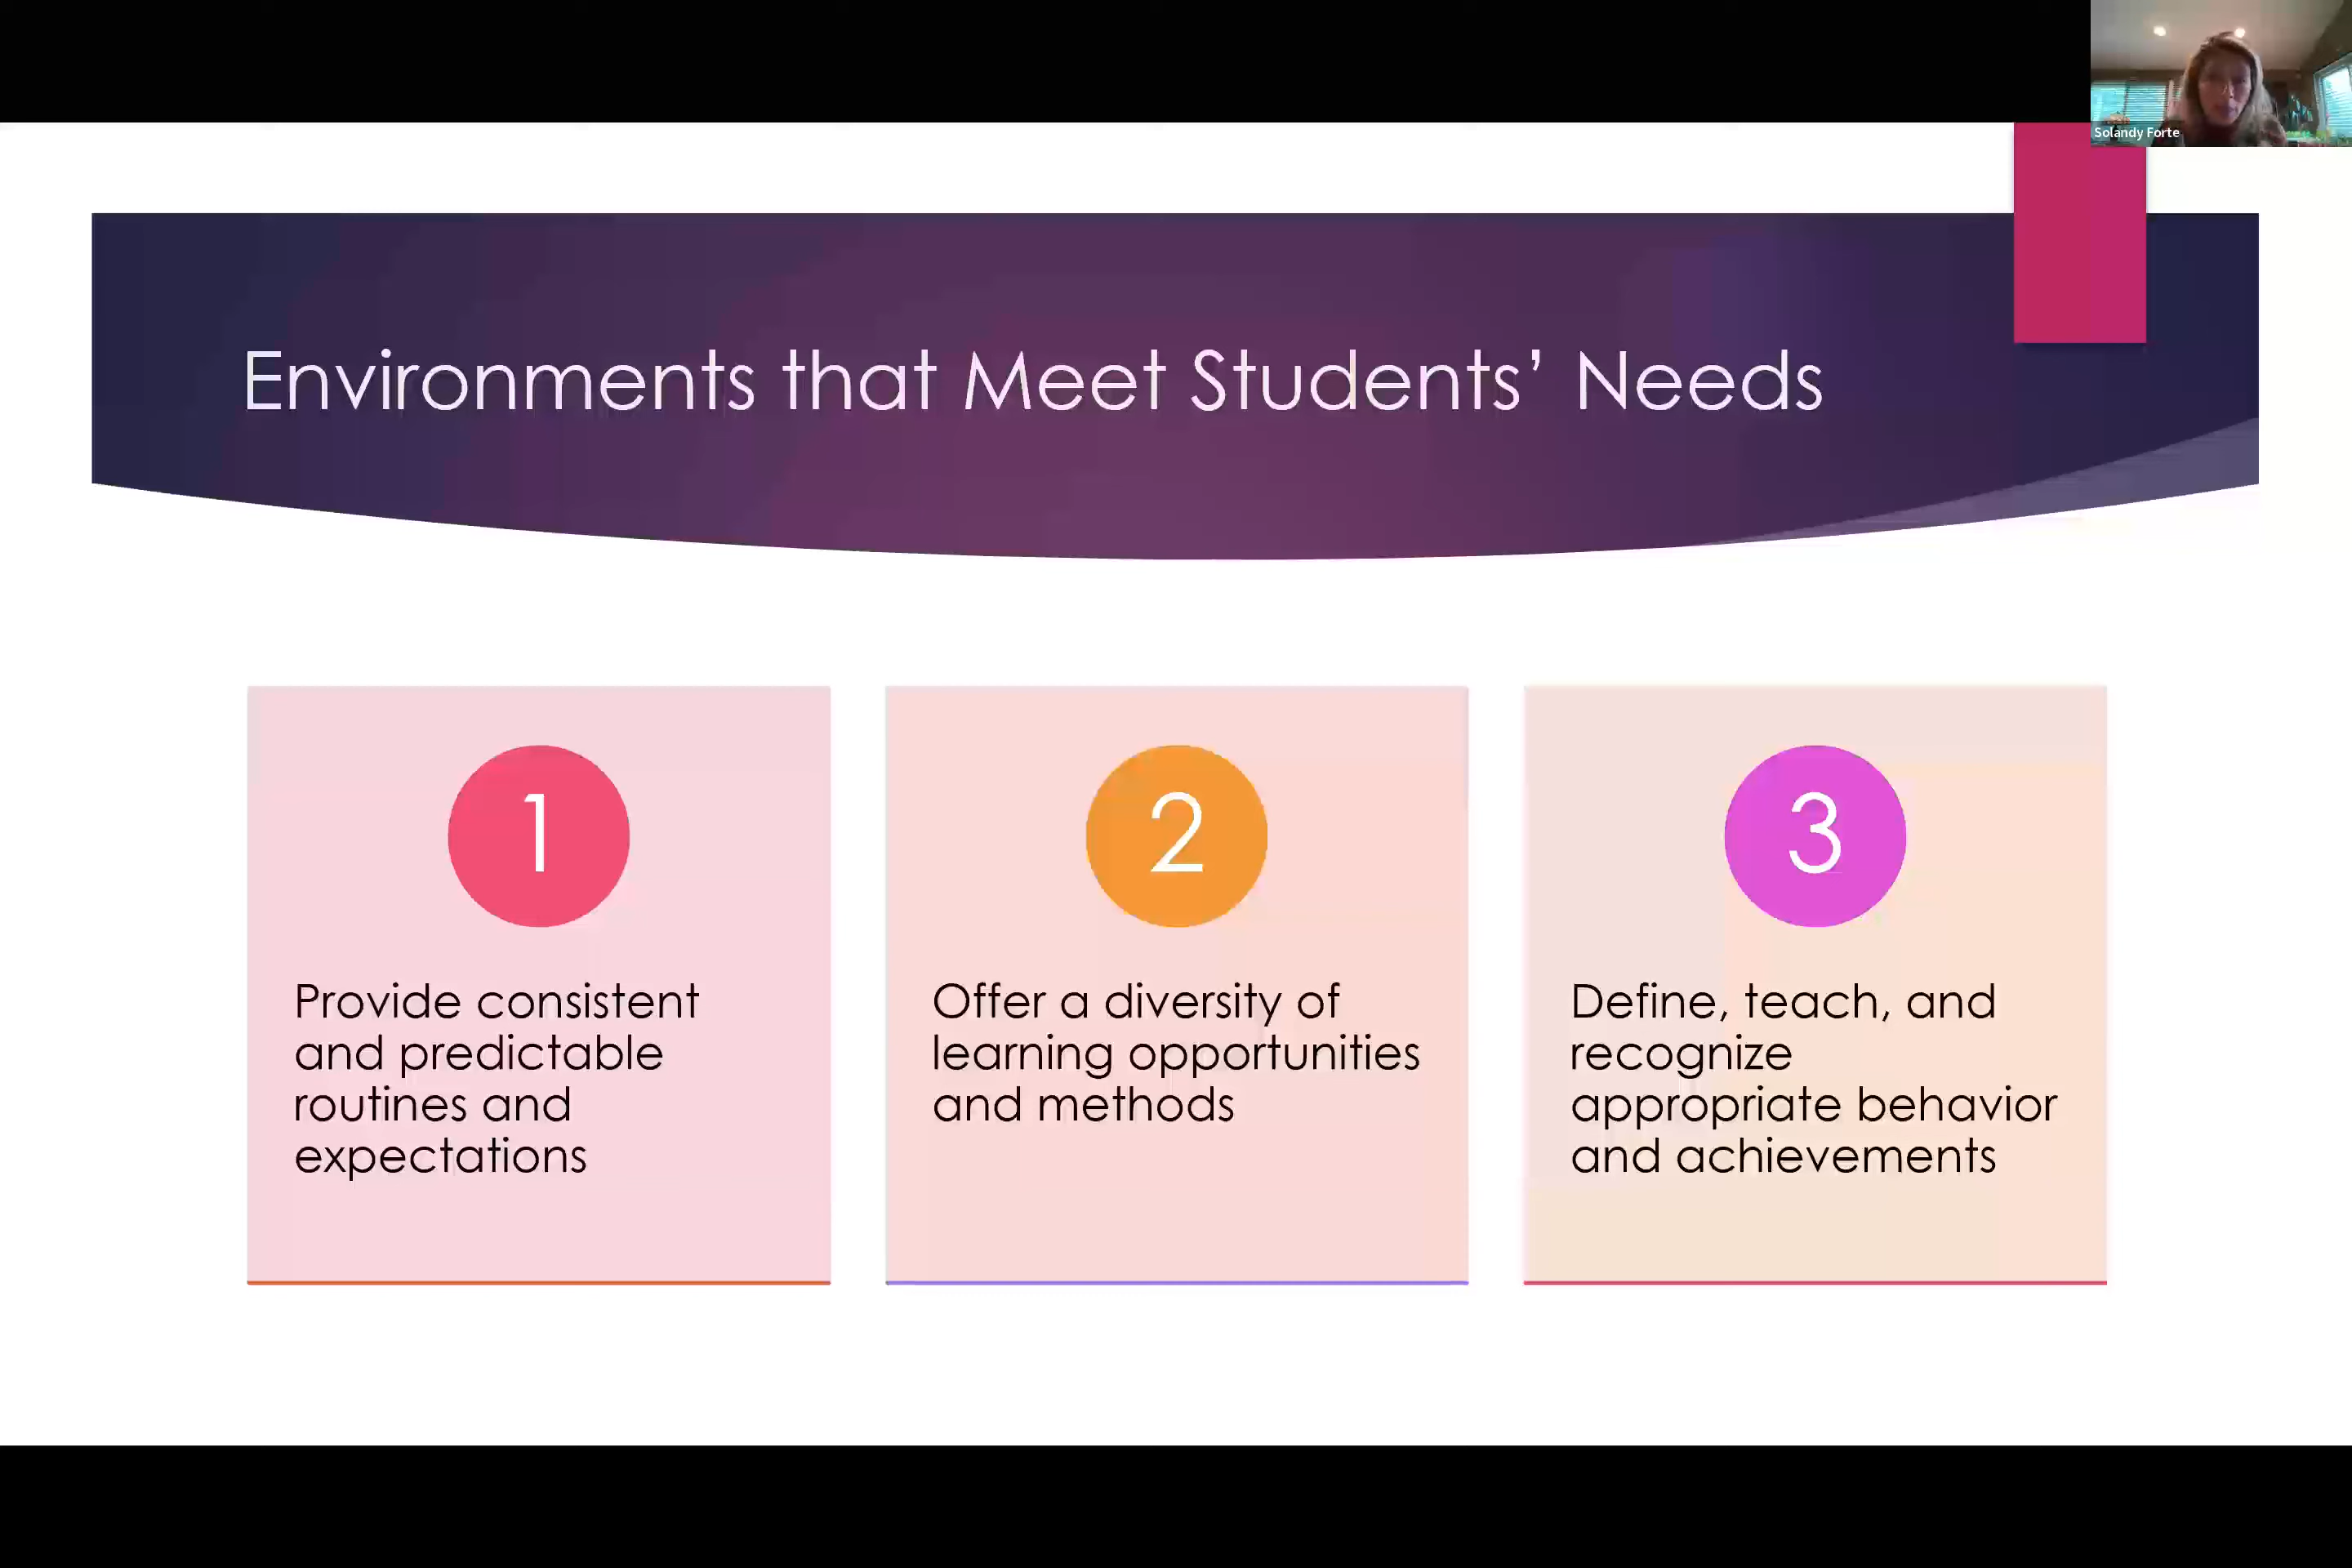 Solandy Forte
Environments that Meet Students’ Needs
1
Provide consistent
and predictable
routines and
expectations
2
Offer a diversity of
learning opportunities
and methods
3
Define, teach, and
recognize
appropriate behavior
and achievements